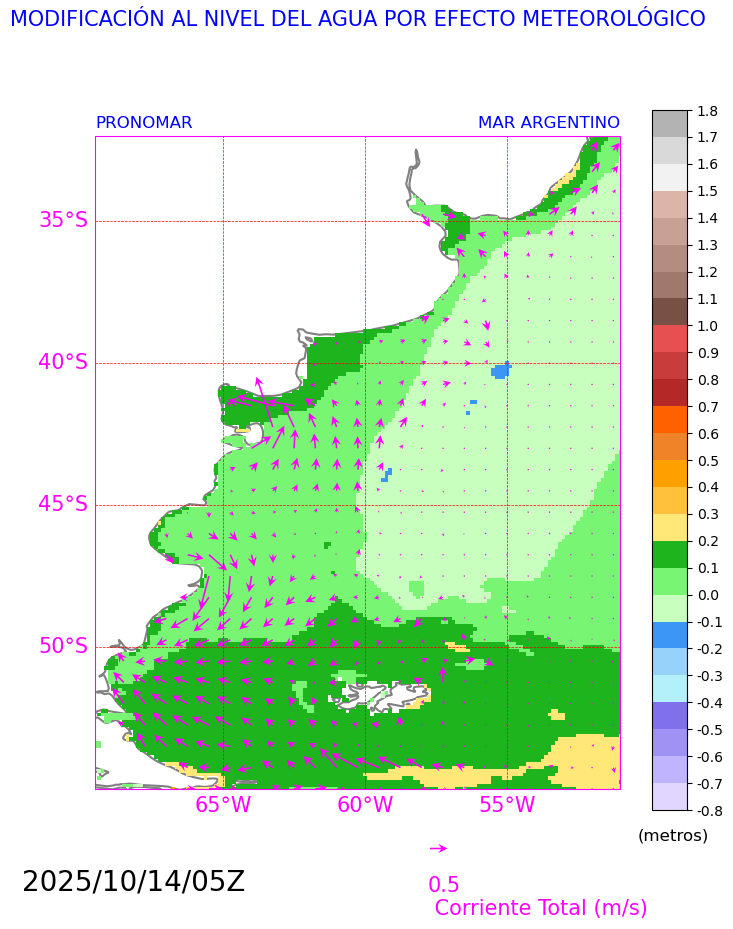 MODIFICACIÓN AL NIVEL DEL AGUA POR EFECTO METEOROLÓGICO
PRONOMAR
MAR ARGENTINO
35°S
40°S
45°S
50°S
65°W
60°W
55°W
1.8
1.7
1.6
1.5
1.4
1.3
1.2
1.1
1.0
0.9
0.8
0.7
0.6
0.5
0.4
0.3
0.2
0.1
0.0
-0.1
-0.2
-0.3
-0.4
-0.5
-0.6
-0.7
-0.8
(metros)
2025/10/14/05Z
0.5
Corriente Total (m/s)